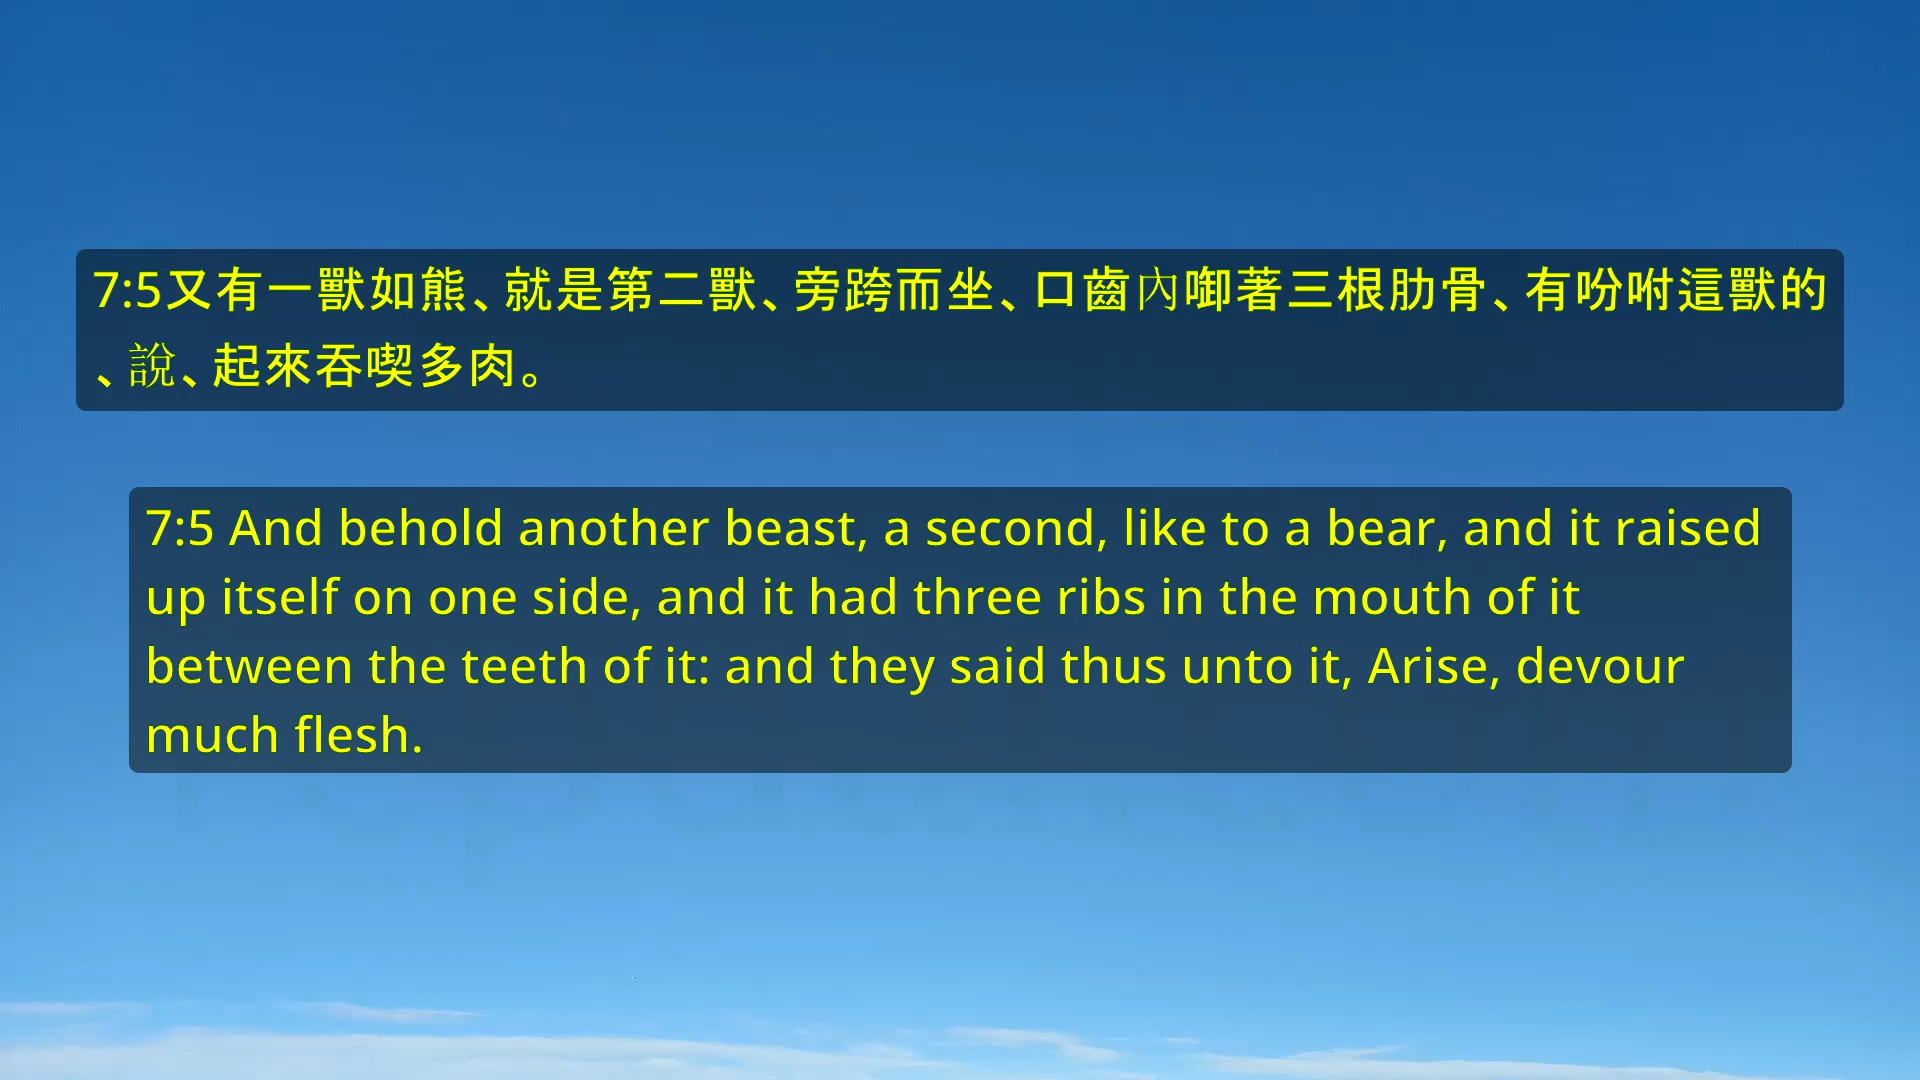 7:5又有一獸如熊、就是第二獸、旁跨而坐、口齒內啣著三根肋骨、有吩咐這獸的
、說、起來吞喫多肉。
7:5 And behold another beast, a second, like to a bear, and it raised
up itself on one side, and it had three ribs in the mouth of it
between the teeth of it: and they said thus unto it, Arise, devour
much flesh.